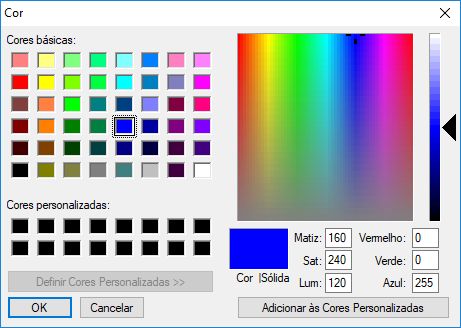 Cor
Cores básicas:
Cores personalizadas:
Definir Cores Personalizadas >>
OK
Cancelar
Cor |Sólida
Matiz: 160
Sat: 240
Lum: 120
Vermelho: 0
Verde: 0
Azul: 255
Adicionar às Cores Personalizadas